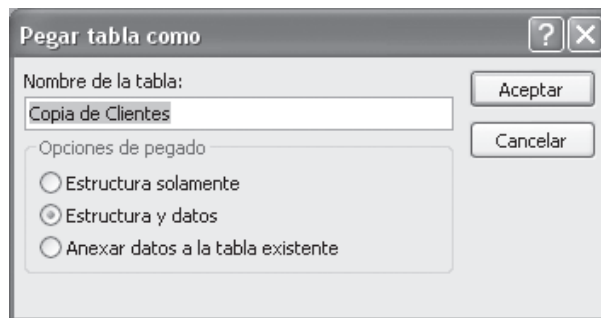 Pegar tabla como
Nombre de la tabla:
Aceptar
Copia de Clientes
Cancelar
Opciones de pegado
Estructura solamente
Estructura y datos
Anexar datos a la tabla existente